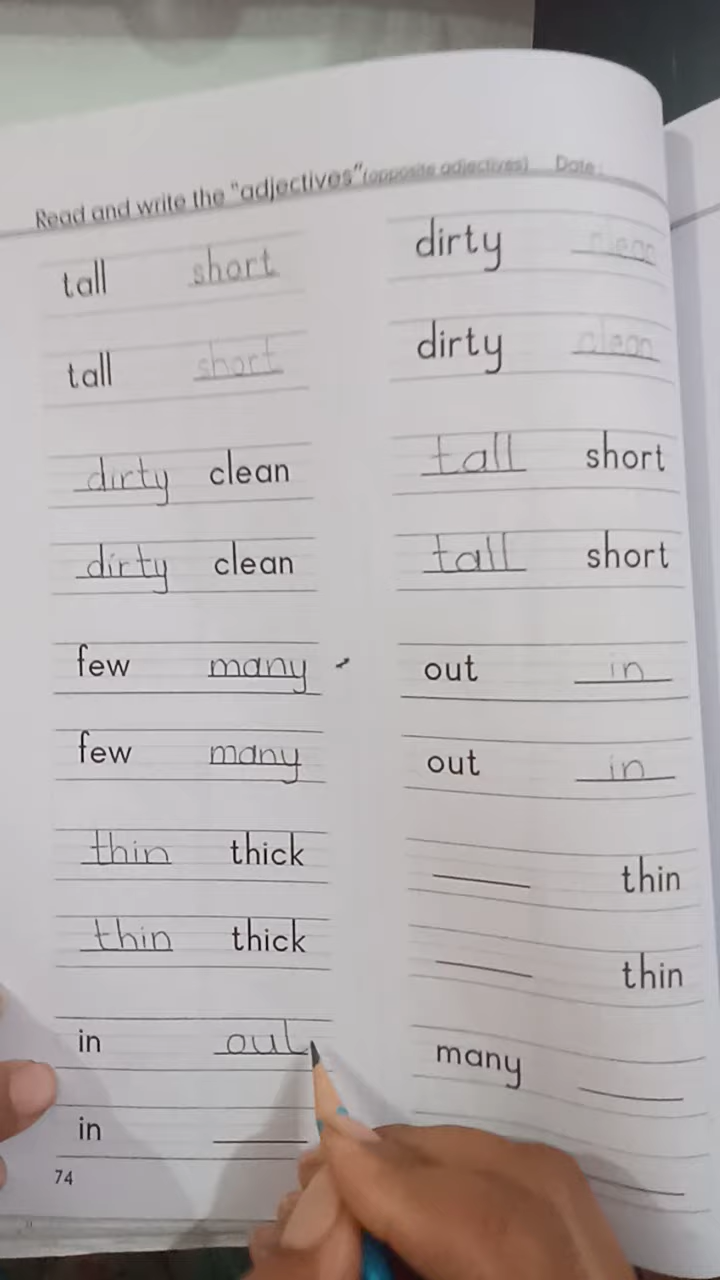 Read and write the "adjectives" (opposite adjectives) Date :
tall short
tall short
dirty clean
dirty clean
few many
few many
thin thick
thin thick
in out
in
74
dirty clean
dirty clean
tall short
tall short
out in
out in
thin
thin
many